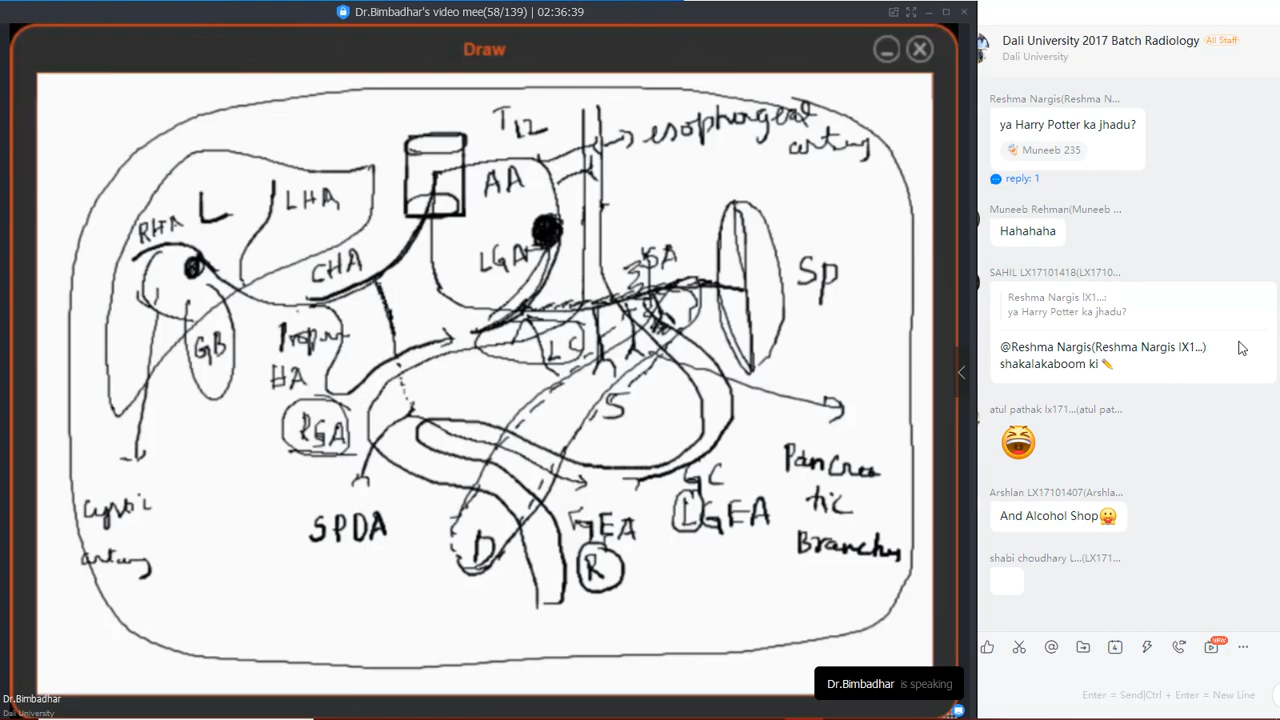 Dr.Bimbadhar's video mee(58/139) | 02:36:39
Draw
T12
esophageal
artery
AA
LHA
L
RHA
LGA
SA
CHA
Sp
GB
Proper
HA
LC
S
RGA
GC
Pancrea
tic
Branches
SPDA
GEA
LGEA
D
R
Cystic
artery
Dr.Bimbadhar
Dali University
Dr.Bimbadhar is speaking
Dali University 2017 Batch Radiology
All Staff
Dali University
Reshma Nargis(Reshma N...
ya Harry Potter ka jhadu?
Muneeb 235
reply: 1
Muneeb Rehman(Muneeb ...
Hahahaha
SAHIL LX17101418(LX1710...
Reshma Nargis IX1...:
ya Harry Potter ka jhadu?
@Reshma Nargis(Reshma Nargis IX1...)
shakalakaboom ki ✏️
atul pathak lx171...(atul pat...
Arshlan LX17101407(Arshla...
And Alcohol Shop😛
shabi choudhary L...(LX171...
NEW
Enter = Send|Ctrl + Enter = New Line